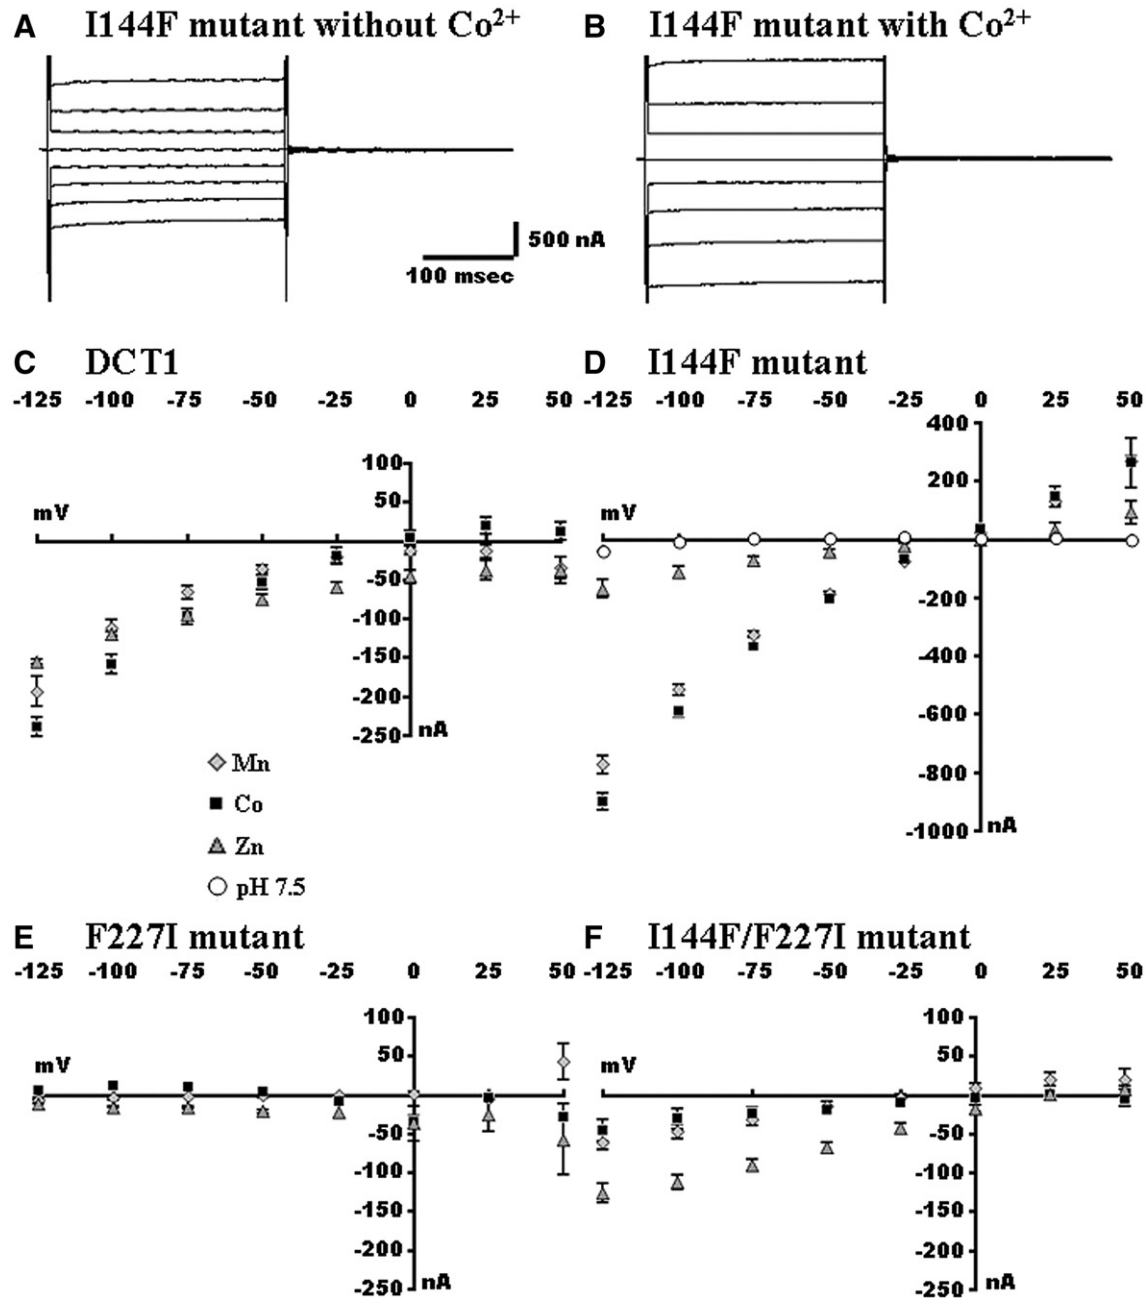 A I144F mutant without Co2+
B I144F mutant with Co2+
500 nA
100 msec
C DCT1
-125 -100 -75 -50 -25 0 25 50
100
50
mV
-50
-100
-150
-200
-250 nA
Mn
Co
Zn
pH 7.5
D I144F mutant
-125 -100 -75 -50 -25 0 25 50
400
200
mV
-200
-400
-600
-800
-1000 nA
E F227I mutant
-125 -100 -75 -50 -25 0 25 50
100
50
mV
-50
-100
-150
-200
-250 nA
F I144F/F227I mutant
-125 -100 -75 -50 -25 0 25 50
100
50
mV
-50
-100
-150
-200
-250 nA